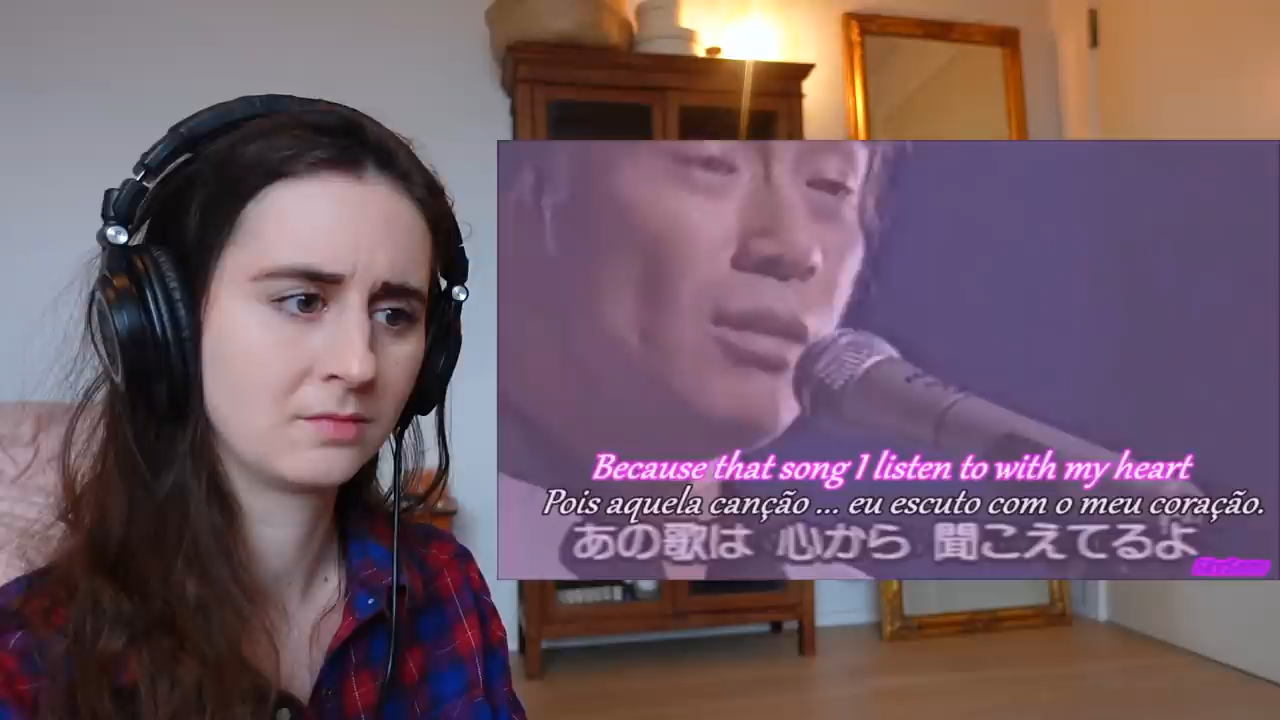 Because that song I listen to with my heart
Pois aquela canção ... eu escuto com o meu coração.
あの歌は 心から 聞こえてるよ